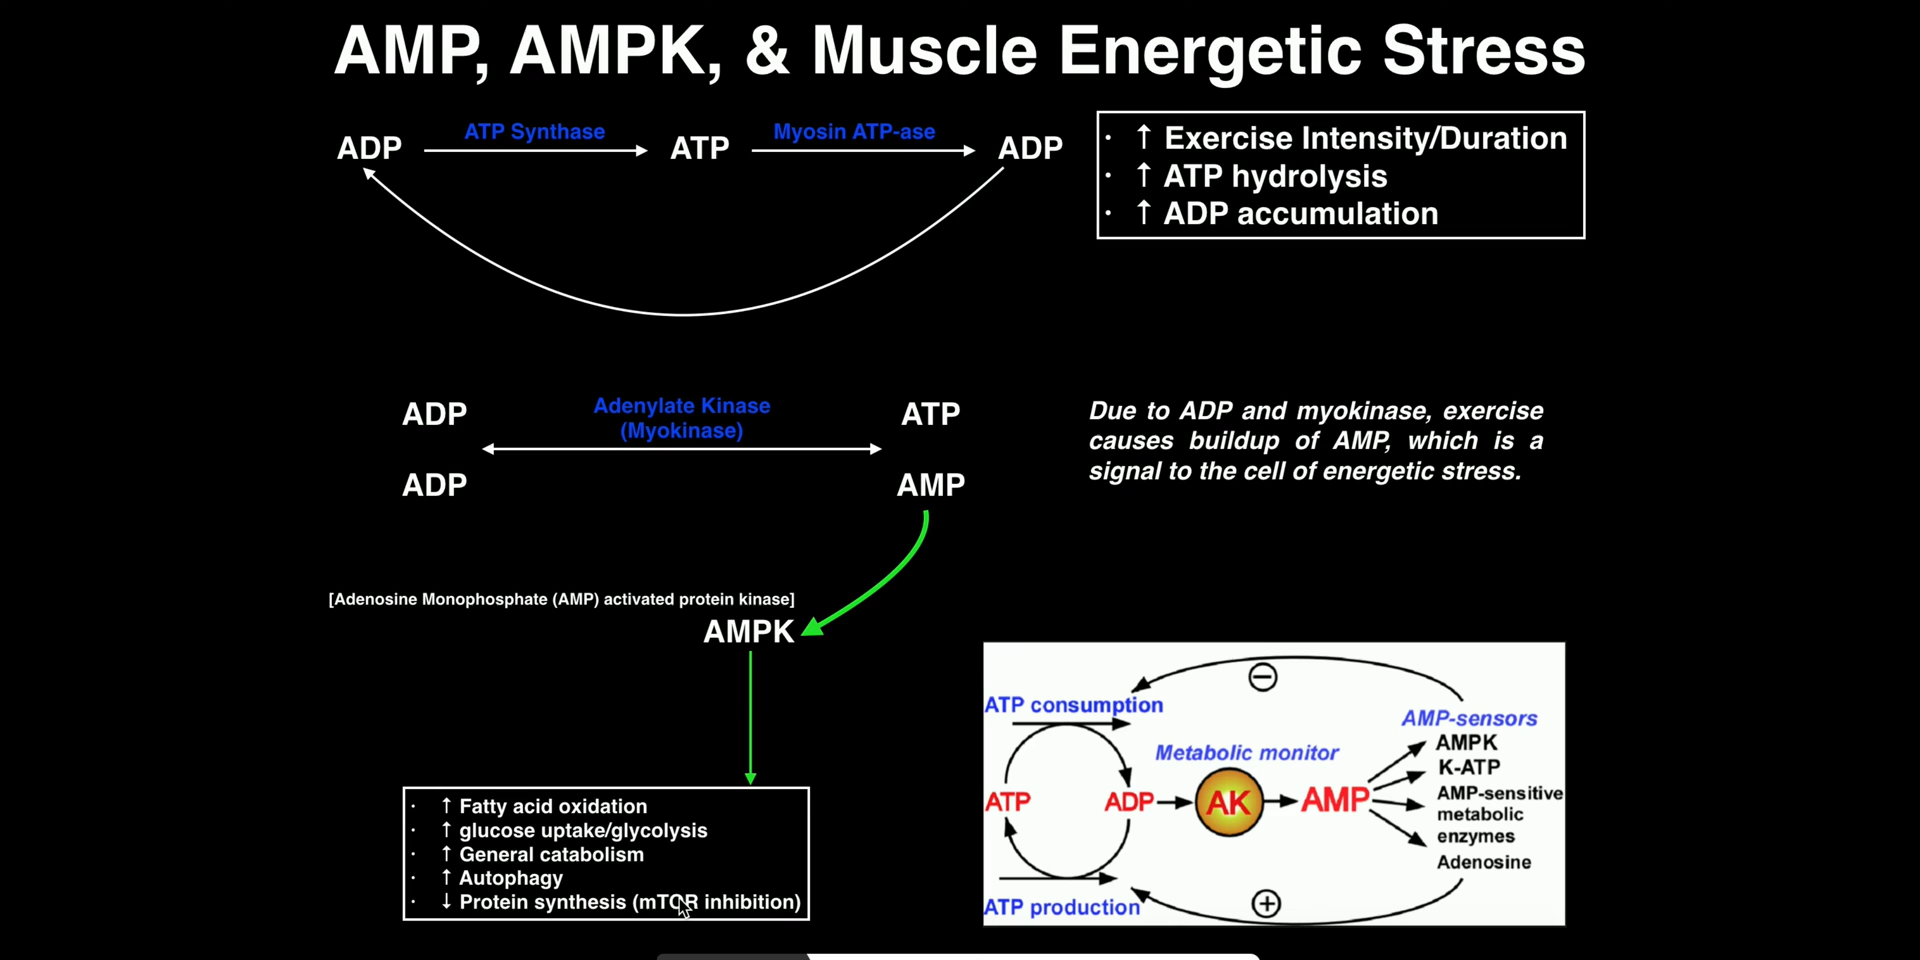 AMP, AMPK, & Muscle Energetic Stress
ADP
ATP Synthase
ATP
Myosin ATP-ase
ADP
· ↑ Exercise Intensity/Duration
· ↑ ATP hydrolysis
· ↑ ADP accumulation
ADP
Adenylate Kinase
(Myokinase)
ATP
ADP
AMP
Due to ADP and myokinase, exercise
causes buildup of AMP, which is a
signal to the cell of energetic stress.
[Adenosine Monophosphate (AMP) activated protein kinase]
AMPK
· ↑ Fatty acid oxidation
· ↑ glucose uptake/glycolysis
· ↑ General catabolism
· ↑ Autophagy
· ↓ Protein synthesis (mTOR inhibition)
−
ATP consumption
AMP-sensors
Metabolic monitor
AMPK
K-ATP
ATP
ADP
AK
AMP
AMP-sensitive
metabolic
enzymes
Adenosine
ATP production
+